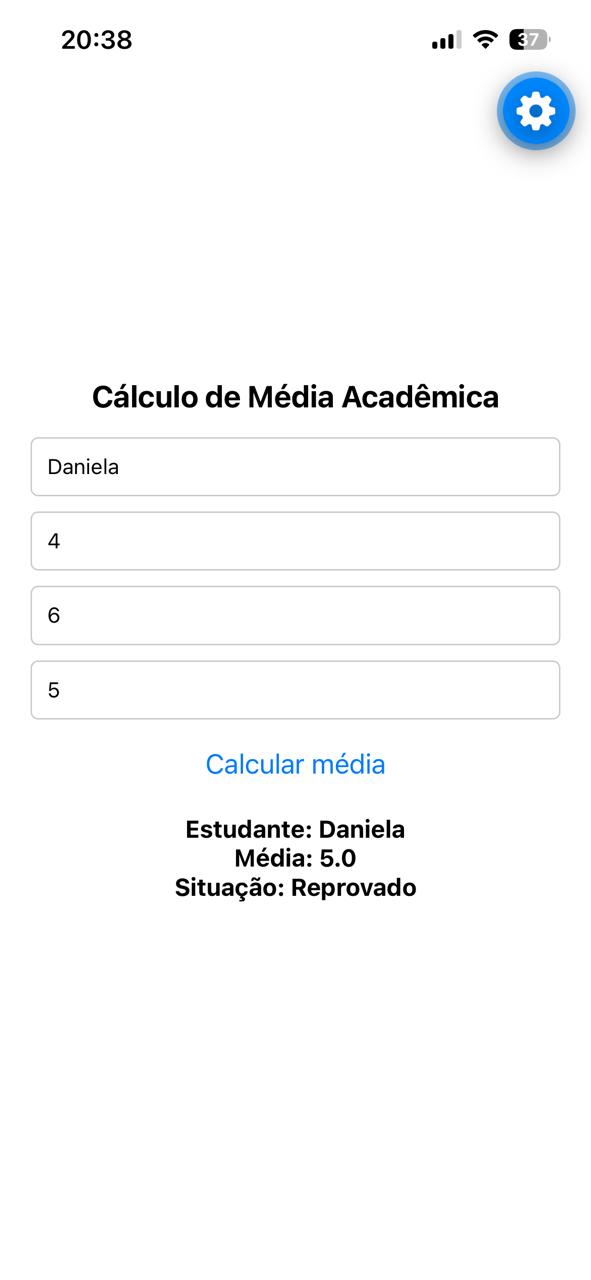 20:38
37
Cálculo de Média Acadêmica
Daniela
4
6
5
Calcular média
Estudante: Daniela
Média: 5.0
Situação: Reprovado